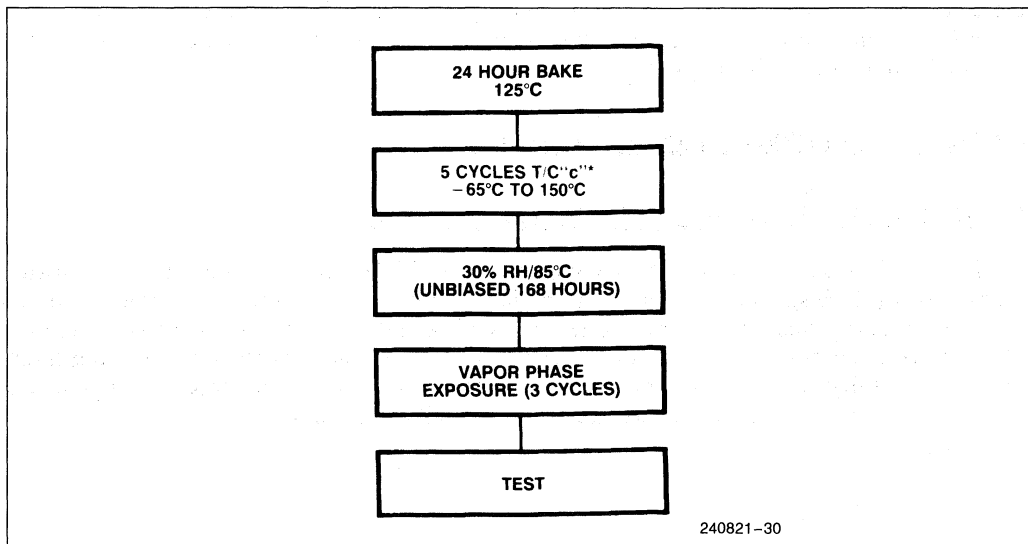 24 HOUR BAKE
125°C
5 CYCLES T/C"c"*
–65°C TO 150°C
30% RH/85°C
(UNBIASED 168 HOURS)
VAPOR PHASE
EXPOSURE (3 CYCLES)
TEST
240821–30